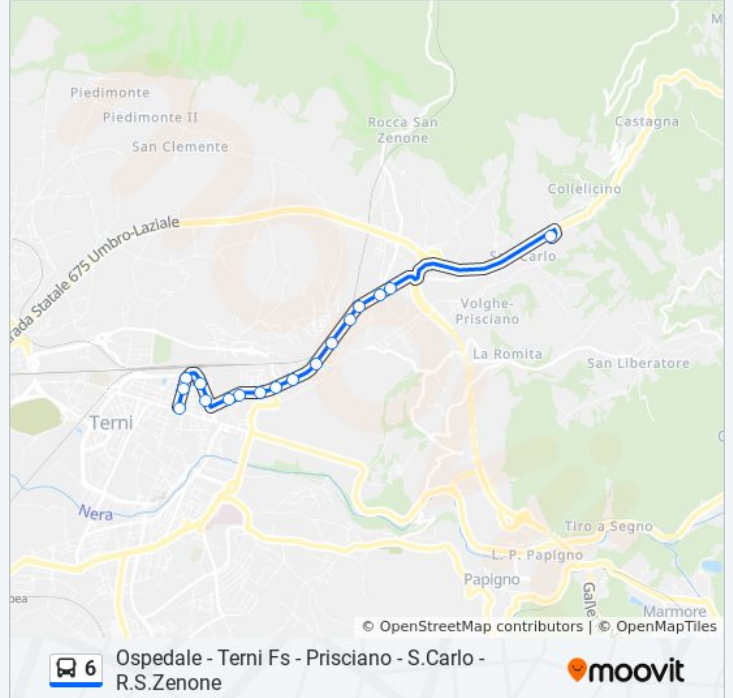 Piedimonte
Piedimonte II
San Clemente
Rocca San
Zenone
Castagna
Collelicino
Strada Statale 675 Umbro-Laziale
Volghe-
Prisciano
La Romita
San Liberatore
Terni
Nera
Tiro a Segno
L. P. Papigno
Papigno
Marmore
© OpenStreetMap contributors | © OpenMapTiles
6
Ospedale - Terni Fs - Prisciano - S.Carlo -
R.S.Zenone
moovit